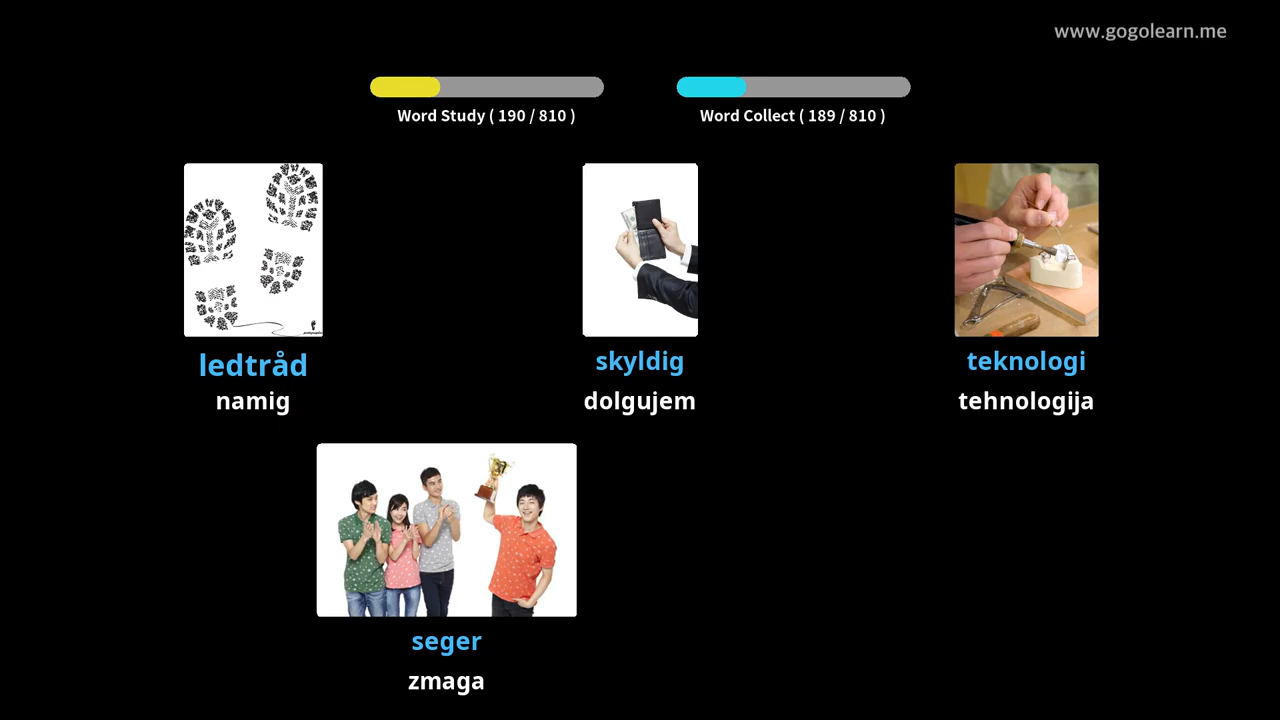 www.gogolearn.me
Word Study ( 190 / 810 )
Word Collect ( 189 / 810 )
ledtråd
namig
skyldig
dolgujem
teknologi
tehnologija
seger
zmaga